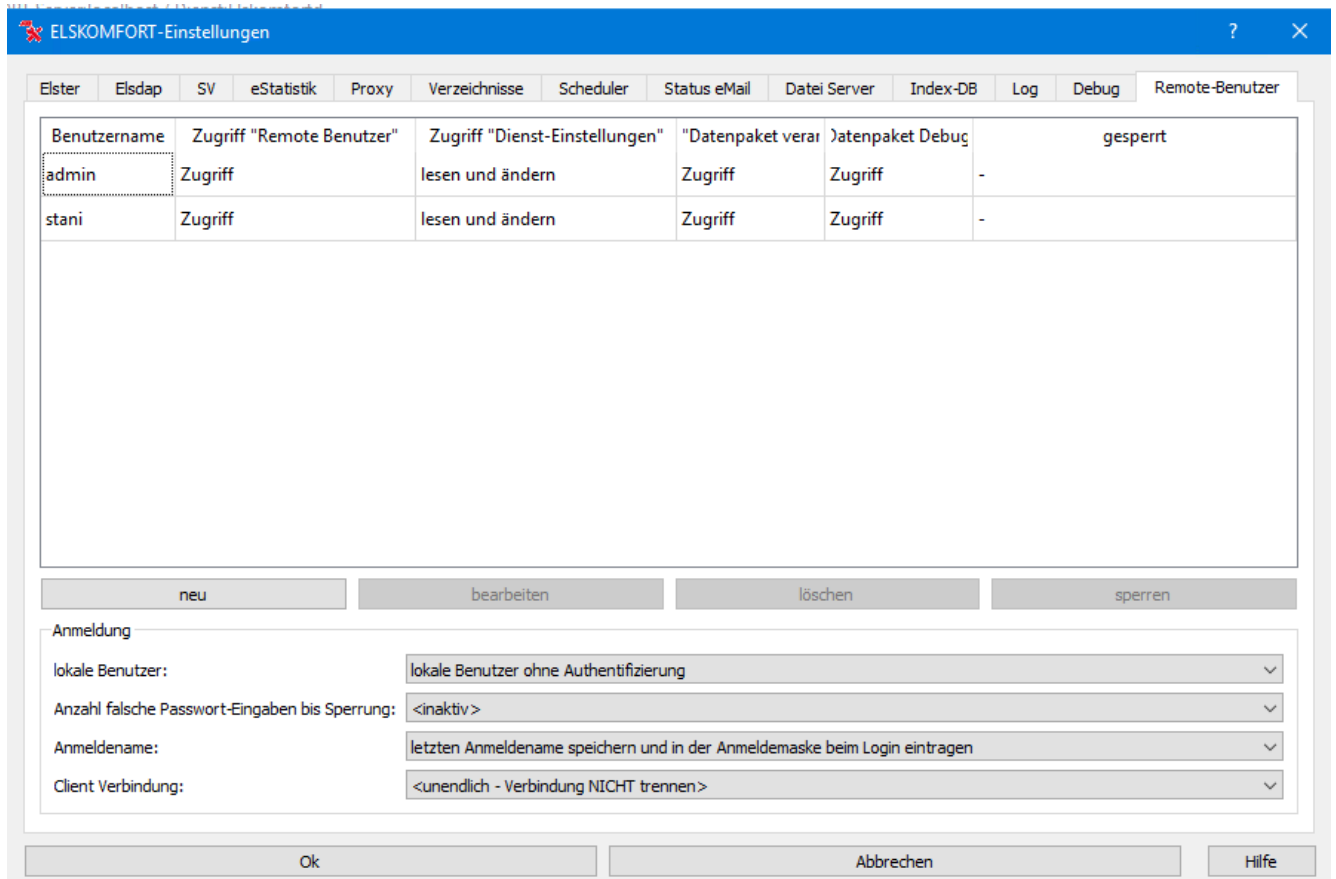 ELSKOMFORT-Einstellungen ?
Elster Elsdap SV eStatistik Proxy Verzeichnisse Scheduler Status eMail Datei Server Index-DB Log Debug Remote-Benutzer
Benutzername Zugriff "Remote Benutzer" Zugriff "Dienst-Einstellungen" "Datenpaket verar Datenpaket Debug gesperrt
admin Zugriff lesen und ändern Zugriff Zugriff -
stani Zugriff lesen und ändern Zugriff Zugriff -
neu bearbeiten löschen sperren
Anmeldung
lokale Benutzer: lokale Benutzer ohne Authentifizierung
Anzahl falsche Passwort-Eingaben bis Sperrung: <inaktiv>
Anmeldename: letzten Anmeldename speichern und in der Anmeldemaske beim Login eintragen
Client Verbindung: <unendlich - Verbindung NICHT trennen>
Ok Abbrechen Hilfe